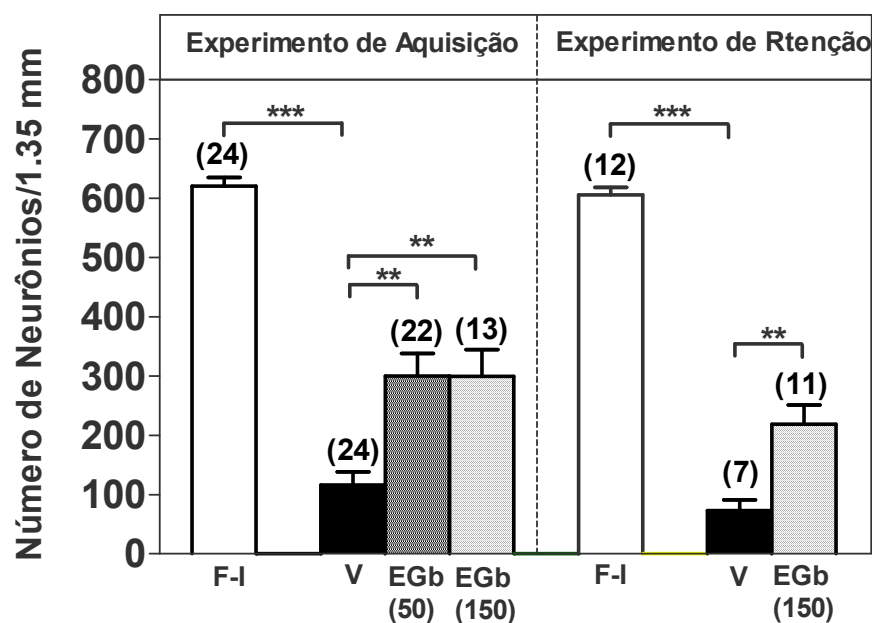 Experimento de Aquisição
Experimento de Rtenção
Número de Neurônios/1.35 mm
800
700
600
500
400
300
200
100
0
***
(24)
**
**
(22)
(13)
(24)
***
(12)
**
(11)
(7)
F-I
V
EGb
(50)
EGb
(150)
F-I
V
EGb
(150)